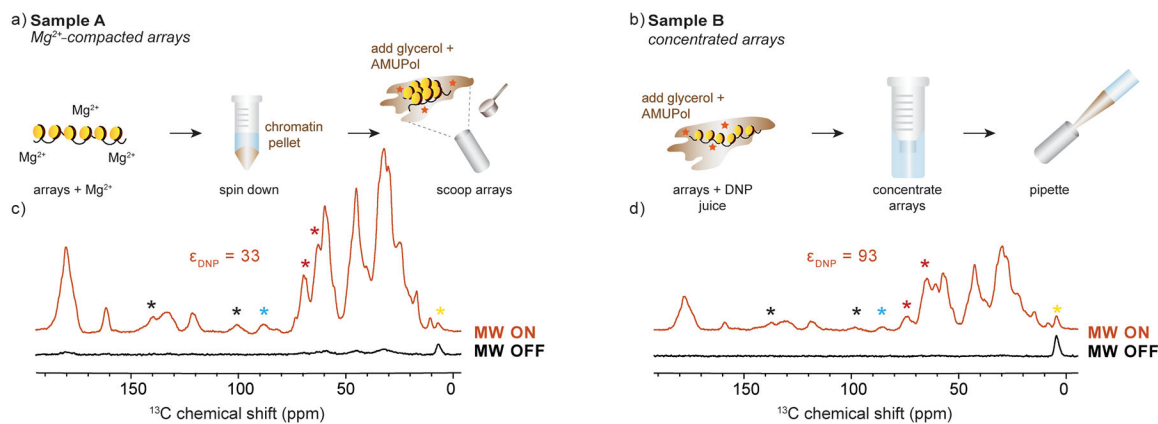 a) Sample A
Mg²⁺-compacted arrays
add glycerol +
AMUPol
Mg²⁺
Mg²⁺
Mg²⁺
chromatin
pellet
arrays + Mg²⁺
spin down
scoop arrays
b) Sample B
concentrated arrays
add glycerol +
AMUPol
arrays + DNP
juice
concentrate
arrays
pipette
c)
ε_DNP = 33
* * * * * *
MW ON
MW OFF
150 100 50 0
¹³C chemical shift (ppm)
d)
ε_DNP = 93
* * * * *
MW ON
MW OFF
150 100 50 0
¹³C chemical shift (ppm)